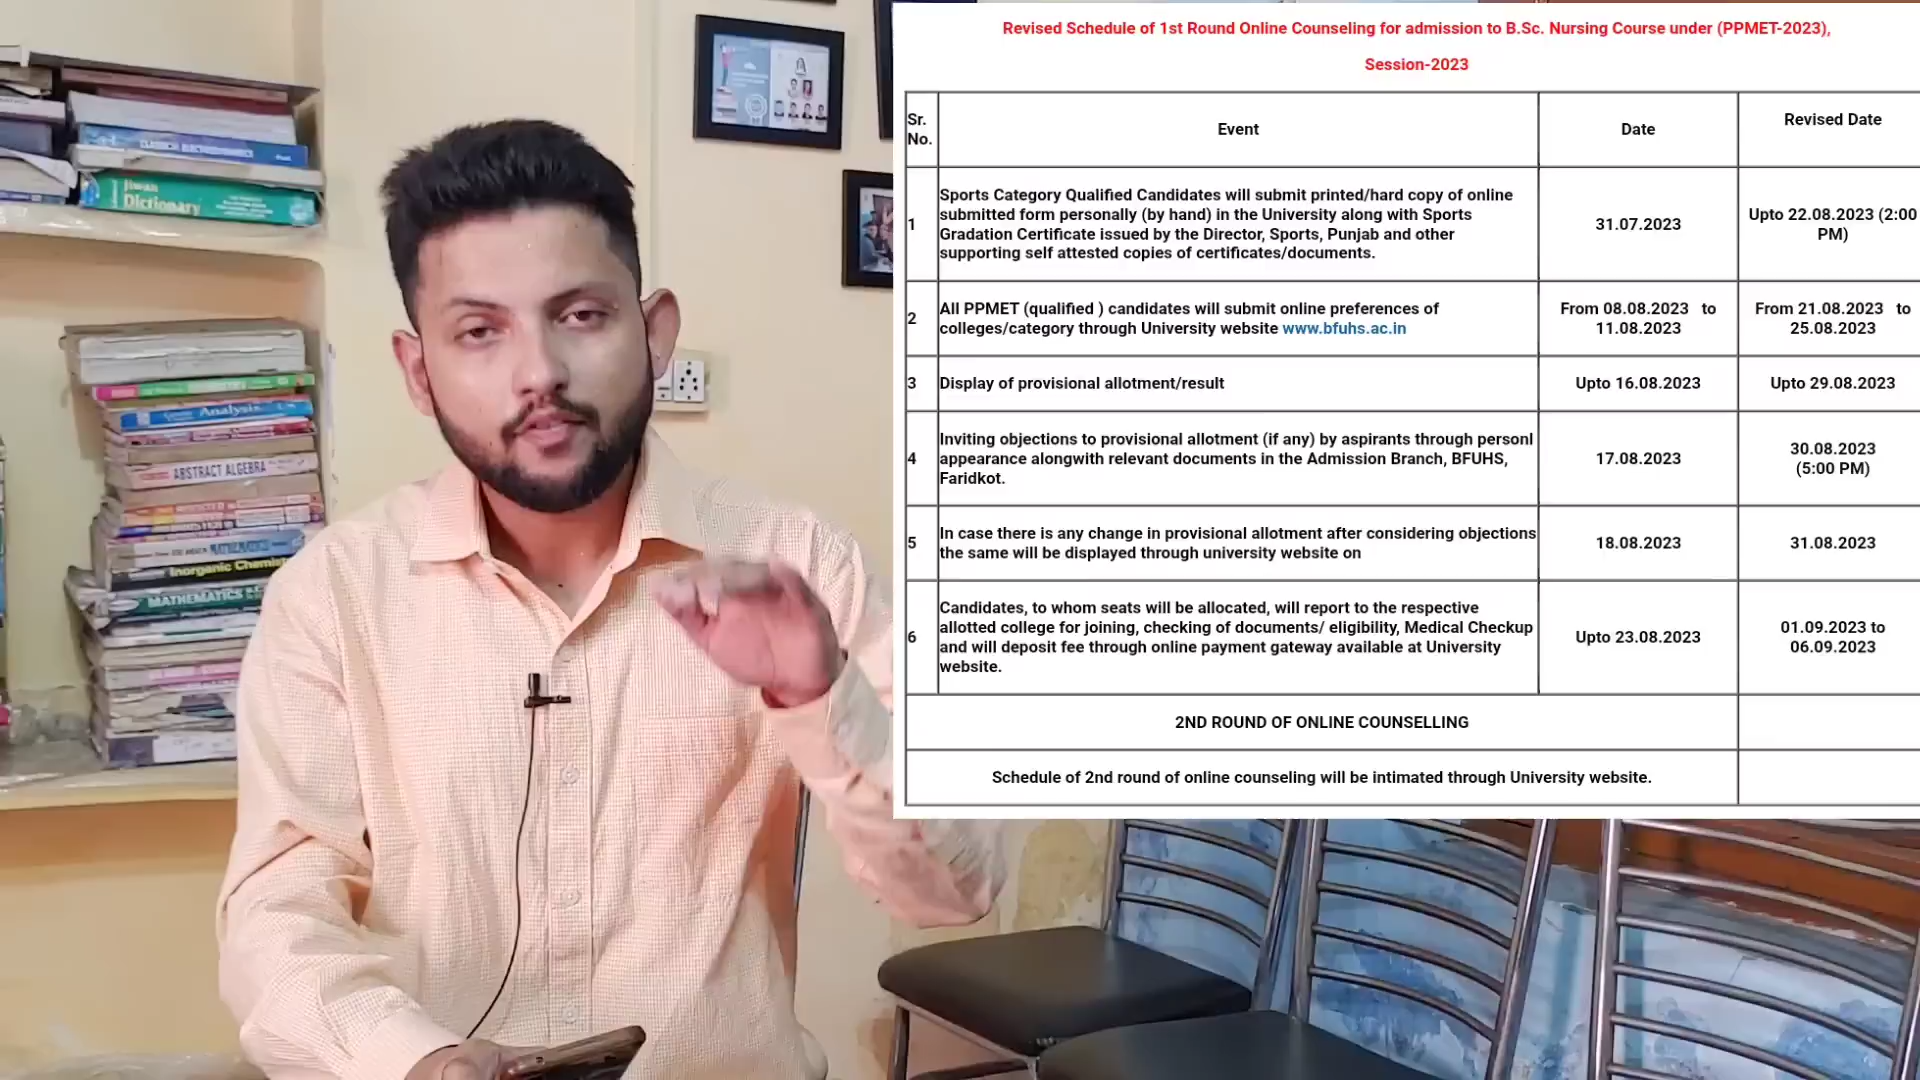 Revised Schedule of 1st Round Online Counseling for admission to B.Sc. Nursing Course under (PPMET-2023),
Session-2023
Sr.
No.
Event
Date
Revised Date
1
Sports Category Qualified Candidates will submit printed/hard copy of online
submitted form personally (by hand) in the University along with Sports
Gradation Certificate issued by the Director, Sports, Punjab and other
supporting self attested copies of certificates/documents.
31.07.2023
Upto 22.08.2023 (2:00
PM)
2
All PPMET (qualified ) candidates will submit online preferences of
colleges/category through University website www.bfuhs.ac.in
From 08.08.2023 to
11.08.2023
From 21.08.2023 to
25.08.2023
3
Display of provisional allotment/result
Upto 16.08.2023
Upto 29.08.2023
4
Inviting objections to provisional allotment (if any) by aspirants through personl
appearance alongwith relevant documents in the Admission Branch, BFUHS,
Faridkot.
17.08.2023
30.08.2023
(5:00 PM)
5
In case there is any change in provisional allotment after considering objections
the same will be displayed through university website on
18.08.2023
31.08.2023
6
Candidates, to whom seats will be allocated, will report to the respective
allotted college for joining, checking of documents/ eligibility, Medical Checkup
and will deposit fee through online payment gateway available at University
website.
Upto 23.08.2023
01.09.2023 to
06.09.2023
2ND ROUND OF ONLINE COUNSELLING
Schedule of 2nd round of online counseling will be intimated through University website.
CLASSICAL ELECTRODYNAMICS
Jiwan
Dictionary
Analysis
ABSTRACT ALGEBRA
MATHEMATICS
Inorganic Chemist
MATHEMATICS